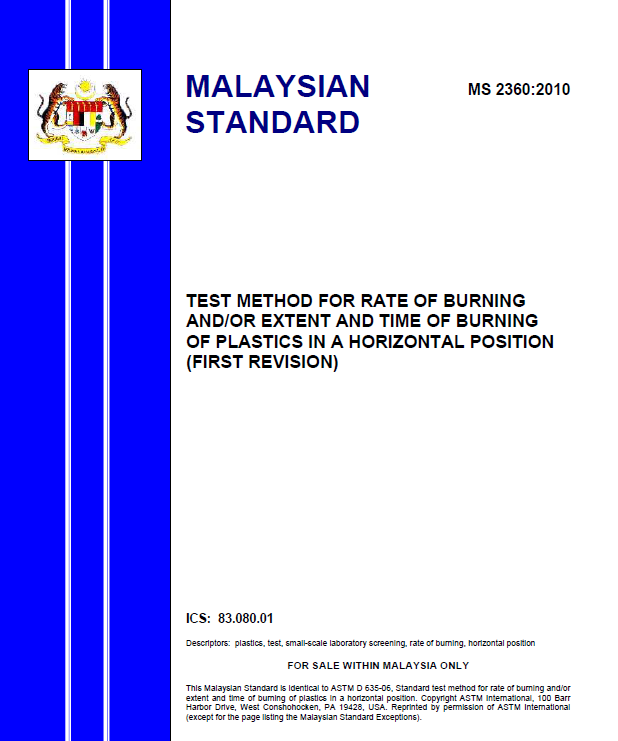 MALAYSIAN
STANDARD
MS 2360:2010
TEST METHOD FOR RATE OF BURNING
AND/OR EXTENT AND TIME OF BURNING
OF PLASTICS IN A HORIZONTAL POSITION
(FIRST REVISION)
ICS: 83.080.01
Descriptors: plastics, test, small-scale laboratory screening, rate of burning, horizontal position
FOR SALE WITHIN MALAYSIA ONLY
This Malaysian Standard is identical to ASTM D 635-06, Standard test method for rate of burning and/or
extent and time of burning of plastics in a horizontal position. Copyright ASTM International, 100 Barr
Harbor Drive, West Conshohocken, PA 19428, USA. Reprinted by permission of ASTM International
(except for the page listing the Malaysian Standard Exceptions).